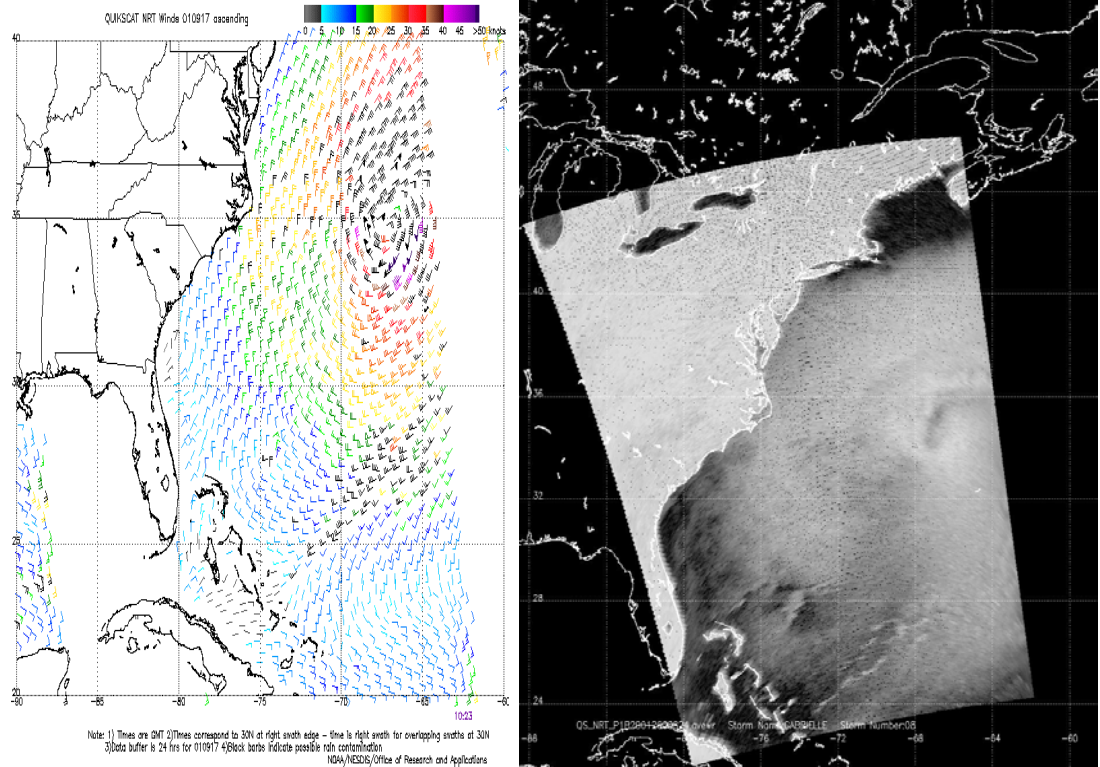 QUIKSCAT NRT Winds 010917 ascending
0 5 10 15 20 25 30 35 40 45 >50 knots
40
35
30
25
20
-90 -85 -80 -75 -70 -65 -60
10:23
Note: 1) Times are GMT 2)Times correspond to 30N at right swath edge - time is right swath for overlapping swaths at 30N
3)Data buffer is 24 hrs for 010917 4)Black barbs indicate possible rain contamination
NOAA/NESDIS/Office of Research and Applications
48
44
40
36
32
28
24
Storm Name:GABRIELLE Storm Number:08
-88 -84 -80 -76 -72 -68 -64 -60